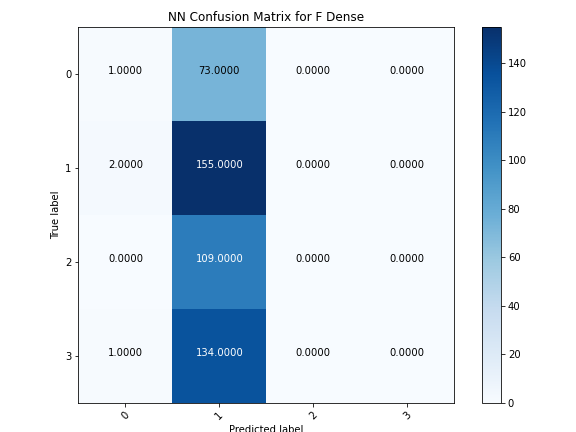 NN Confusion Matrix for F Dense
0 1.0000 73.0000 0.0000 0.0000
1 2.0000 155.0000 0.0000 0.0000
2 0.0000 109.0000 0.0000 0.0000
3 1.0000 134.0000 0.0000 0.0000
0 1 2 3
True label
Predicted label
140
120
100
80
60
40
20
0